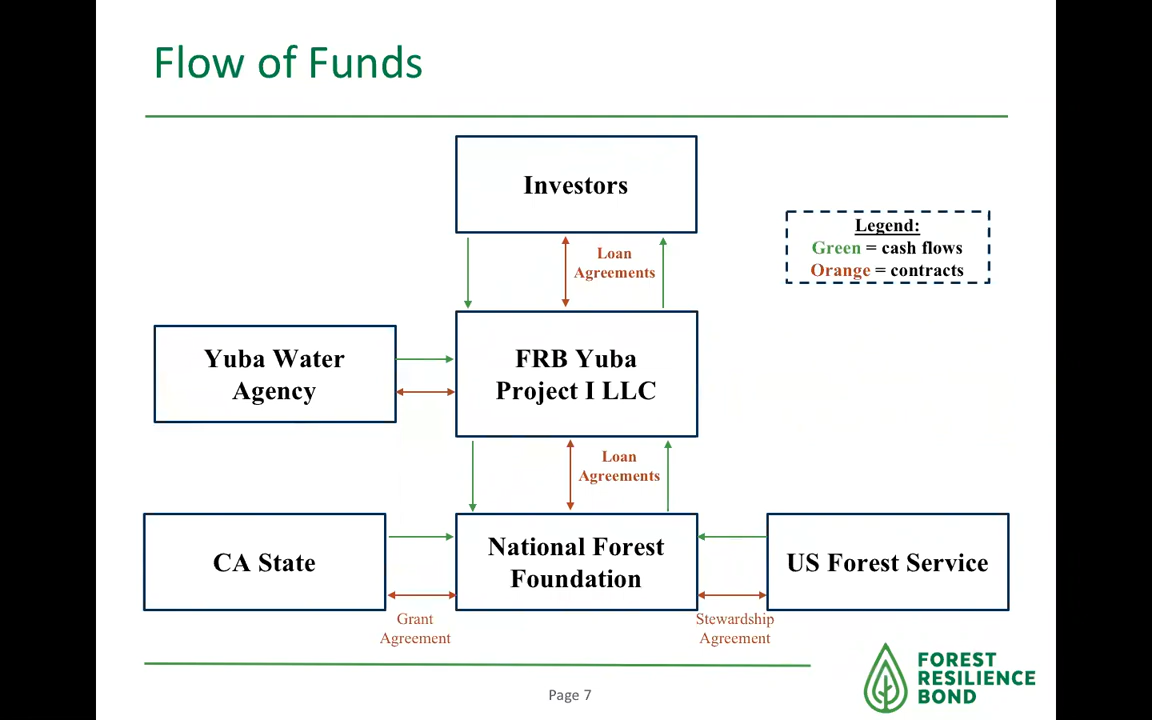 Flow of Funds
Investors
Legend:
Green = cash flows
Orange = contracts
Loan
Agreements
Yuba Water
Agency
FRB Yuba
Project I LLC
Loan
Agreements
CA State
National Forest
Foundation
US Forest Service
Grant
Agreement
Stewardship
Agreement
Page 7
FOREST
RESILIENCE
BOND